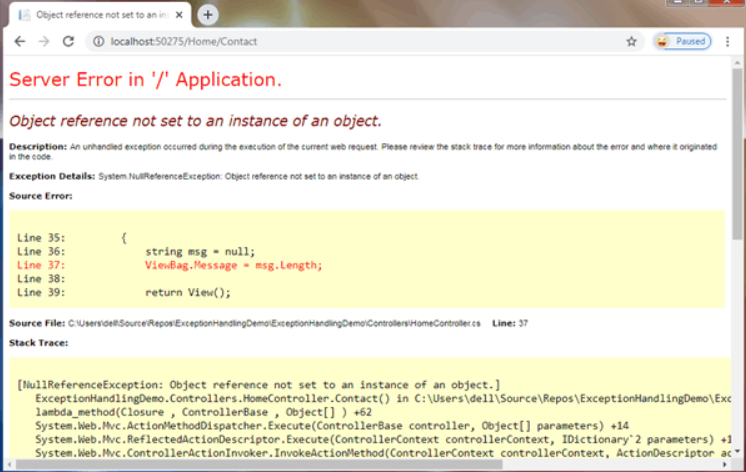 Object reference not set to an in
localhost:50275/Home/Contact
Paused
Server Error in '/' Application.
Object reference not set to an instance of an object.
Description: An unhandled exception occurred during the execution of the current web request. Please review the stack trace for more information about the error and where it originated
in the code.
Exception Details: System.NullReferenceException: Object reference not set to an instance of an object.
Source Error:
Line 35: {
Line 36: string msg = null;
Line 37: ViewBag.Message = msg.Length;
Line 38:
Line 39: return View();
Source File: C:\Users\dell\Source\Repos\ExceptionHandlingDemo\ExceptionHandlingDemo\Controllers\HomeController.cs Line: 37
Stack Trace:
[NullReferenceException: Object reference not set to an instance of an object.]
ExceptionHandlingDemo.Controllers.HomeController.Contact() in C:\Users\dell\Source\Repos\ExceptionHandlingDemo\Exc
lambda_method(Closure , ControllerBase , Object[] ) +62
System.Web.Mvc.ActionMethodDispatcher.Execute(ControllerBase controller, Object[] parameters) +14
System.Web.Mvc.ReflectedActionDescriptor.Execute(ControllerContext controllerContext, IDictionary`2 parameters) +1
System.Web.Mvc.ControllerActionInvoker.InvokeActionMethod(ControllerContext controllerContext, ActionDescriptor ac